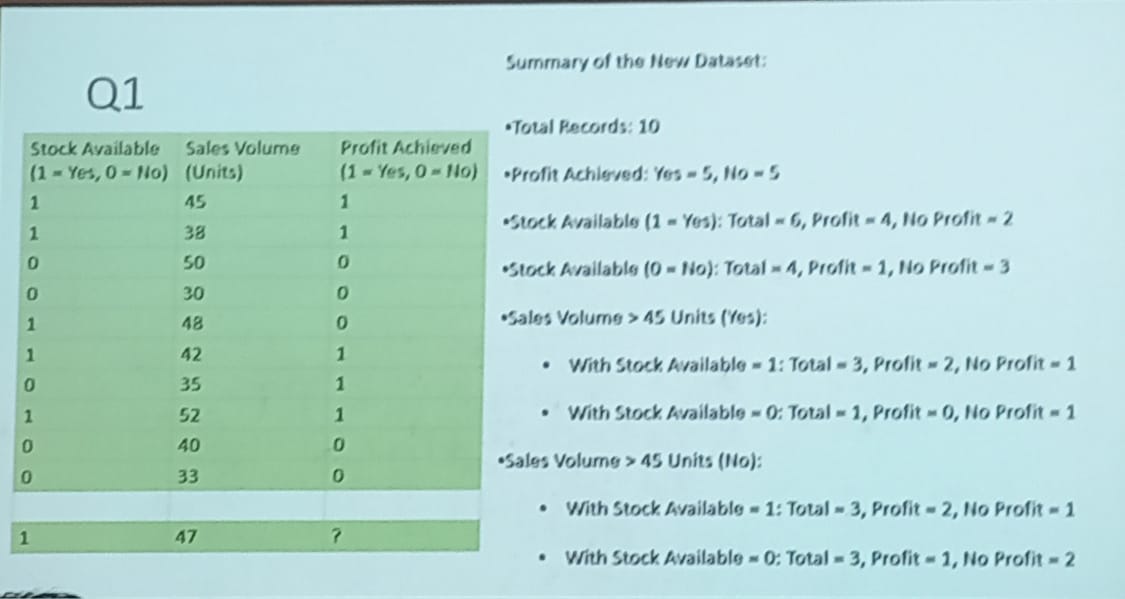 Q1
Stock Available Sales Volume Profit Achieved
(1 = Yes, 0 = No) (Units) (1 = Yes, 0 = No)
1 45 1
1 38 1
0 50 0
0 30 0
1 48 0
1 42 1
0 35 1
1 52 1
0 40 0
0 33 0
1 47 ?
Summary of the New Dataset:
•Total Records: 10
•Profit Achieved: Yes = 5, No = 5
•Stock Available (1 = Yes): Total = 6, Profit = 4, No Profit = 2
•Stock Available (0 = No): Total = 4, Profit = 1, No Profit = 3
•Sales Volume > 45 Units (Yes):
• With Stock Available = 1: Total = 3, Profit = 2, No Profit = 1
• With Stock Available = 0: Total = 1, Profit = 0, No Profit = 1
•Sales Volume > 45 Units (No):
• With Stock Available = 1: Total = 3, Profit = 2, No Profit = 1
• With Stock Available = 0: Total = 3, Profit = 1, No Profit = 2